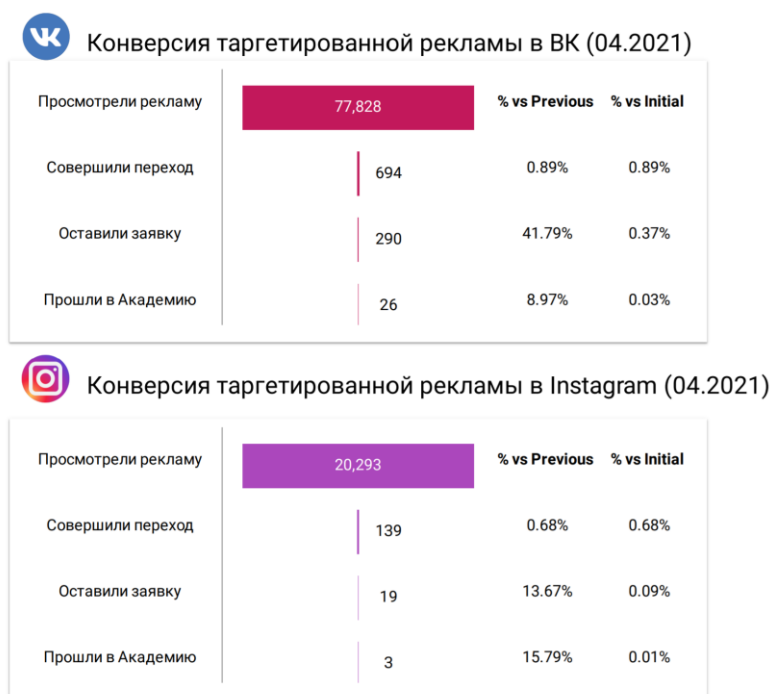 Конверсия таргетированной рекламы в ВК (04.2021)
Просмотрели рекламу 77,828 % vs Previous % vs Initial
Совершили переход 694 0.89% 0.89%
Оставили заявку 290 41.79% 0.37%
Прошли в Академию 26 8.97% 0.03%
Конверсия таргетированной рекламы в Instagram (04.2021)
Просмотрели рекламу 20,293 % vs Previous % vs Initial
Совершили переход 139 0.68% 0.68%
Оставили заявку 19 13.67% 0.09%
Прошли в Академию 3 15.79% 0.01%